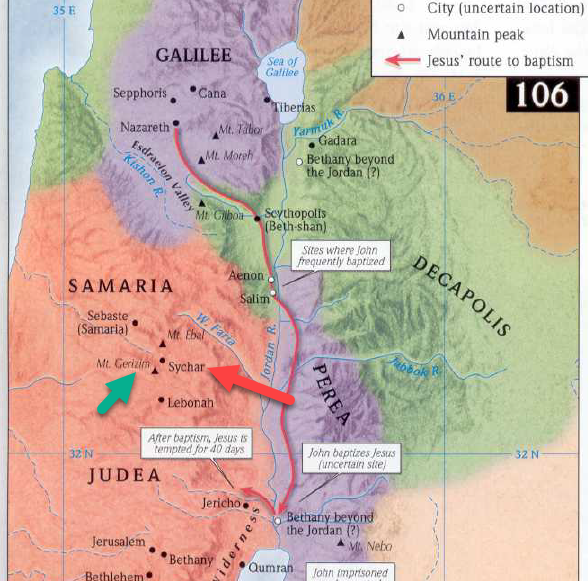 35 E
City (uncertain location)
Mountain peak
Jesus' route to baptism
106
GALILEE
Sea of
Galilee
Sepphoris
Cana
Tiberias
36 E
Nazareth
Mt. Tabor
Yarmuk R.
Gadara
Mt. Moreh
Bethany beyond
the Jordan (?)
Esdraelon Valley
Kishon R.
Mt. Gilboa
Scythopolis
(Beth-shan)
Sites where John
frequently baptized
DECAPOLIS
Aenon
Salim
SAMARIA
Sebaste
(Samaria)
W. Faria
Mt. Ebal
Jordan R.
Mt. Gerizim
Sychar
Jabbok R.
PEREA
Lebonah
After baptism, Jesus is
tempted for 40 days
John baptizes Jesus
(uncertain site)
32 N
32 N
JUDEA
Jericho
Bethany beyond
the Jordan (?)
Wilderness
Mt. Nebo
Jerusalem
Bethany
Qumran
Bethlehem
John imprisoned